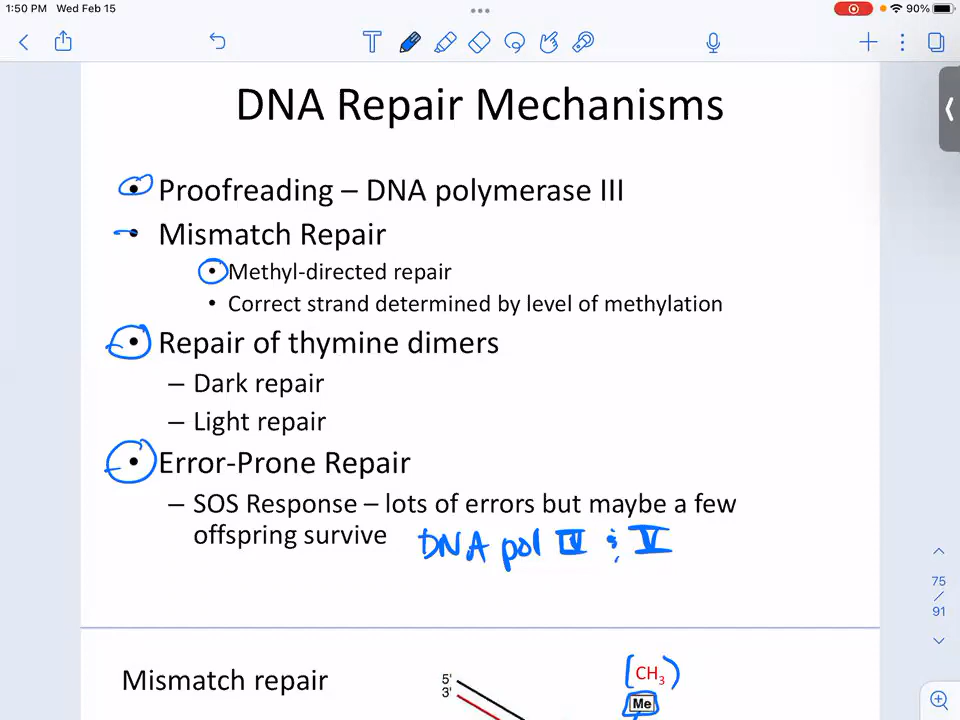 1:50 PM Wed Feb 15
90%
DNA Repair Mechanisms
• Proofreading – DNA polymerase III
• Mismatch Repair
• Methyl-directed repair
• Correct strand determined by level of methylation
• Repair of thymine dimers
– Dark repair
– Light repair
• Error-Prone Repair
– SOS Response – lots of errors but maybe a few
offspring survive
DNA pol IV & V
75
/
91
Mismatch repair
5'
3'
(CH3)
Me